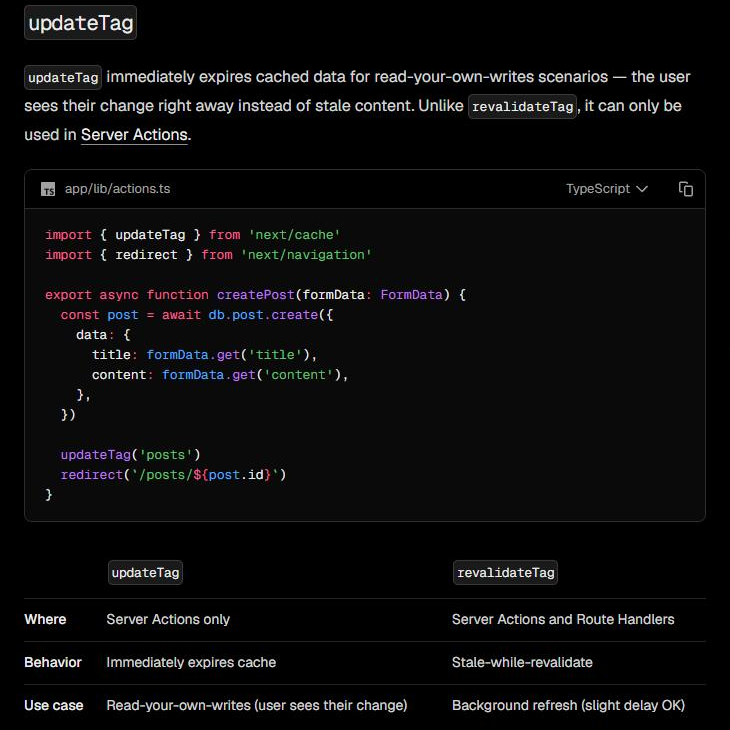 updateTag
updateTag immediately expires cached data for read-your-own-writes scenarios — the user
sees their change right away instead of stale content. Unlike revalidateTag, it can only be
used in Server Actions.
TS app/lib/actions.ts TypeScript
import { updateTag } from 'next/cache'
import { redirect } from 'next/navigation'
export async function createPost(formData: FormData) {
  const post = await db.post.create({
    data: {
      title: formData.get('title'),
      content: formData.get('content'),
    },
  })
  updateTag('posts')
  redirect(`/posts/${post.id}`)
}
updateTag revalidateTag
Where Server Actions only Server Actions and Route Handlers
Behavior Immediately expires cache Stale-while-revalidate
Use case Read-your-own-writes (user sees their change) Background refresh (slight delay OK)